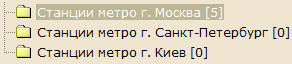 Станции метро г. Москва [5]
Станции метро г. Санкт-Петербург [0]
Станции метро г. Киев [0]